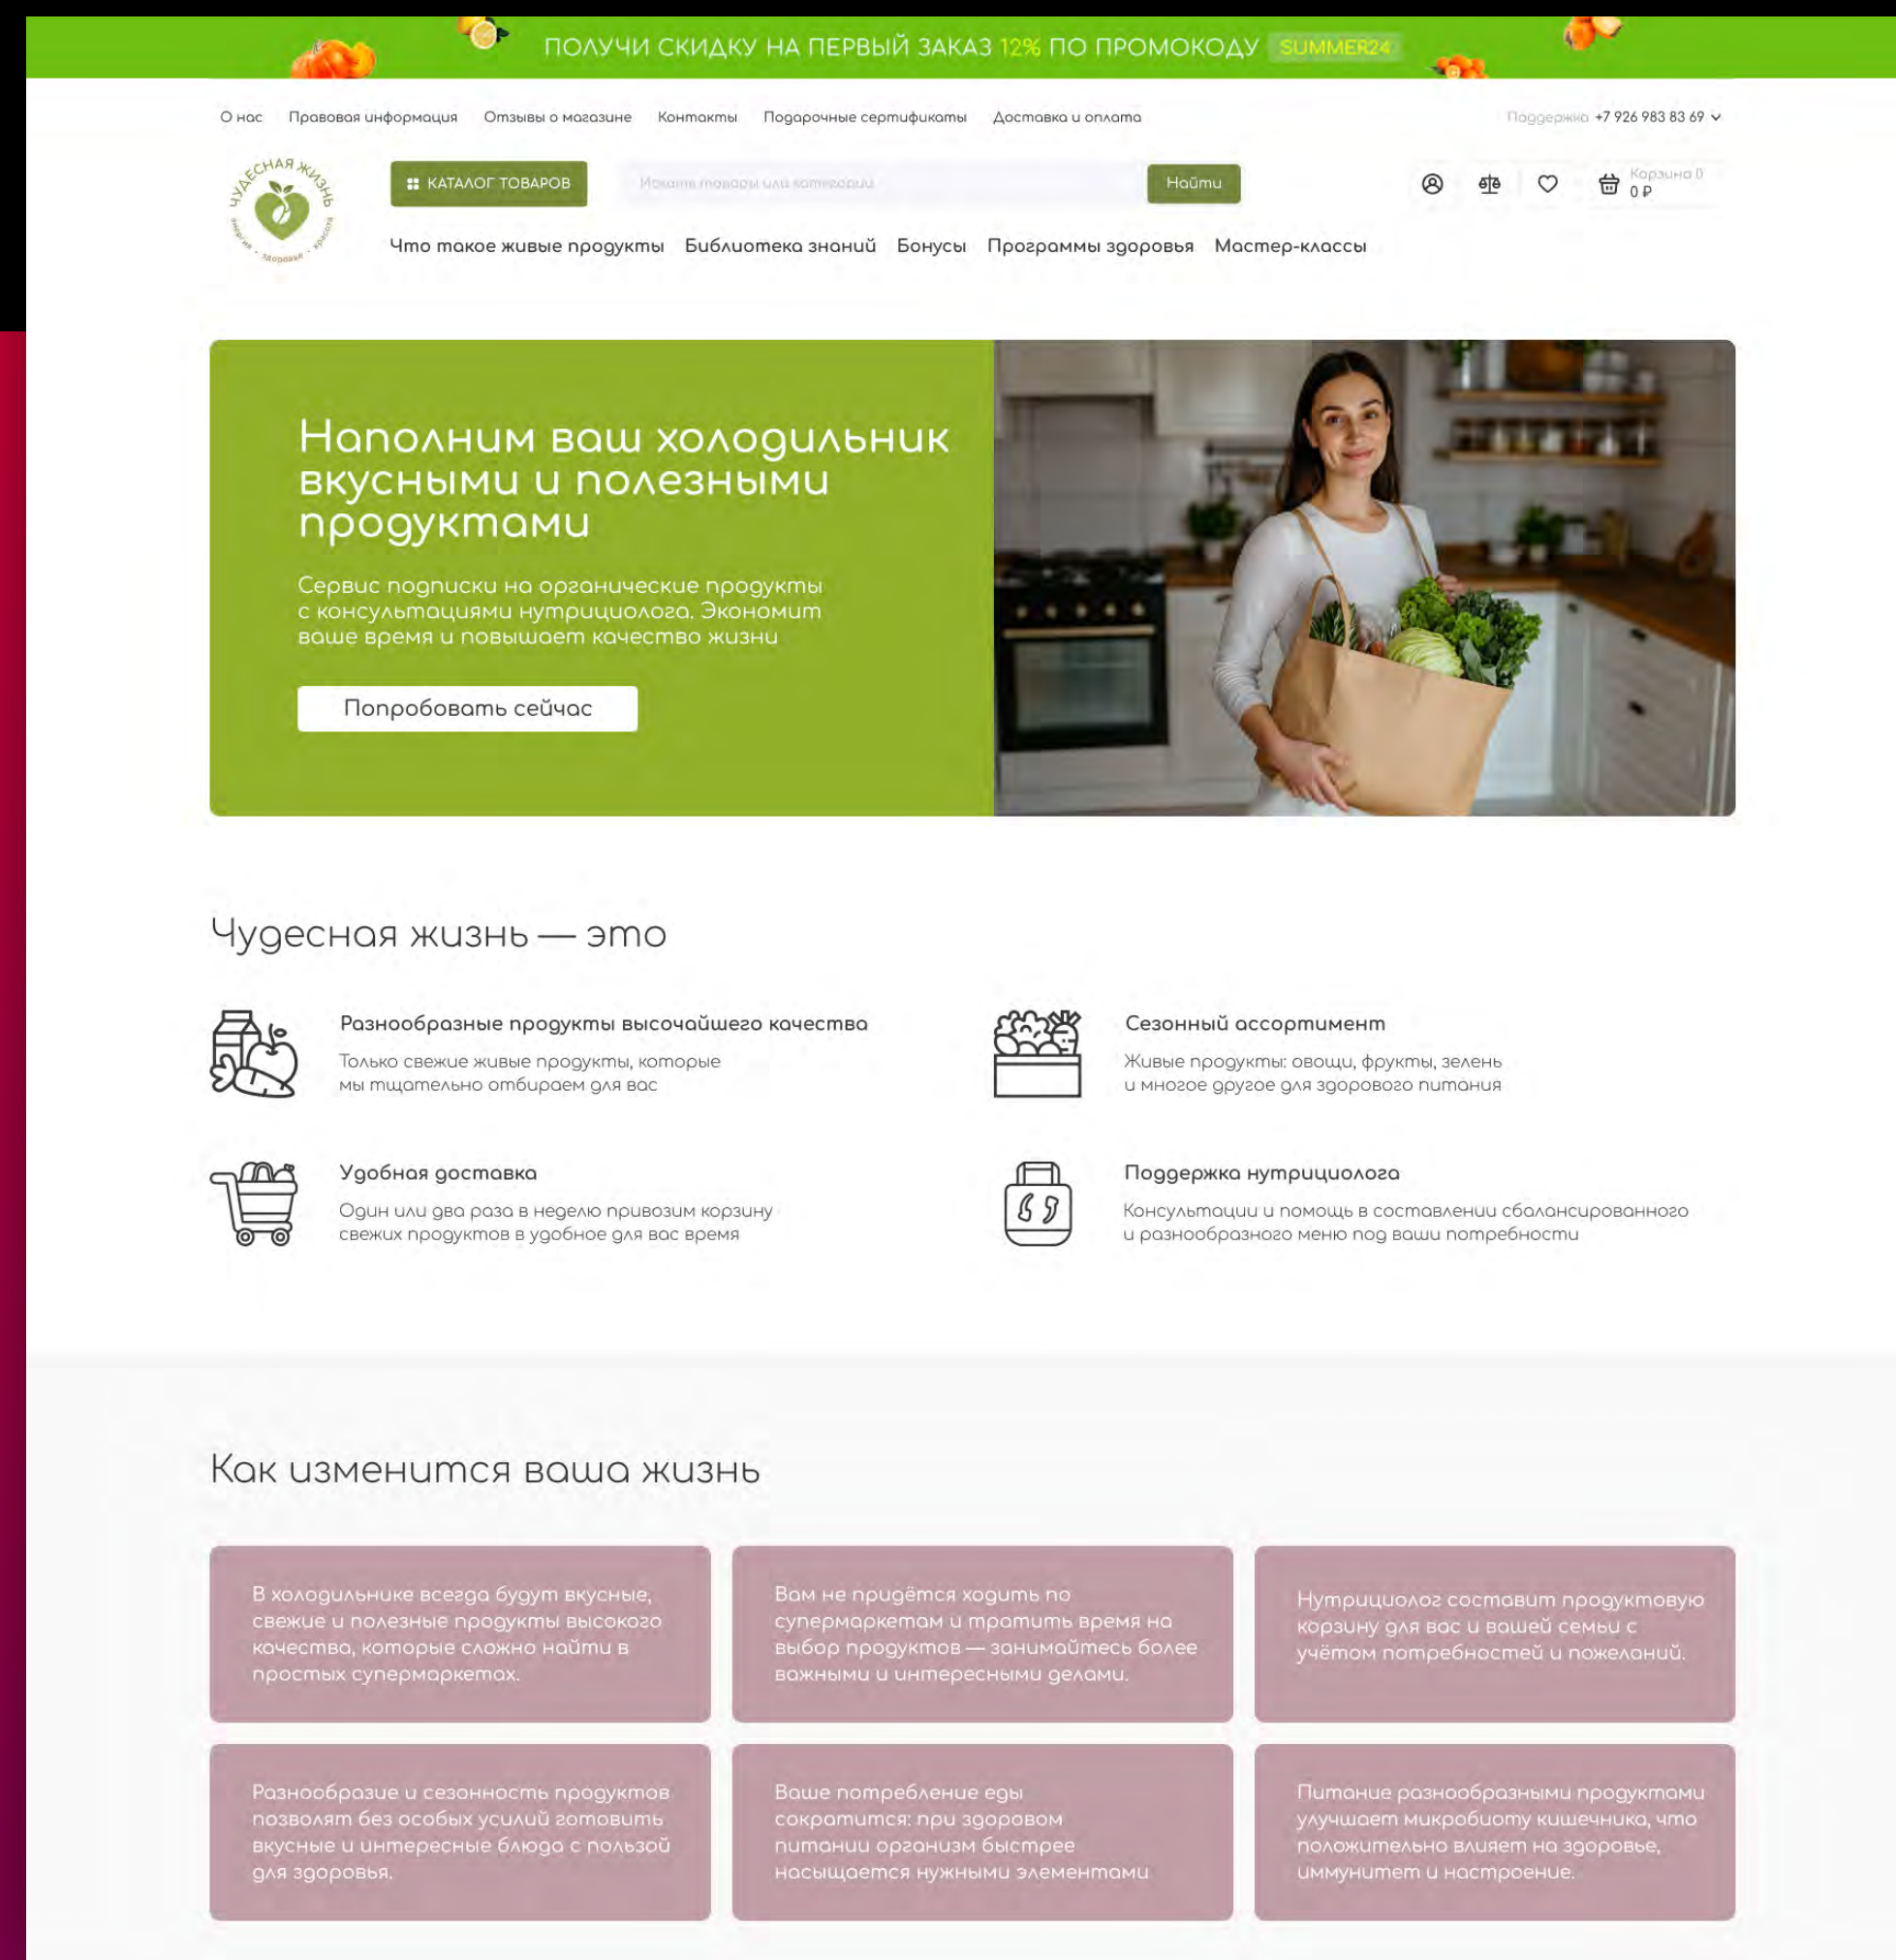 ПОЛУЧИ СКИДКУ НА ПЕРВЫЙ ЗАКАЗ 12% ПО ПРОМОКОДУ SUMMER24
О нас Правовая информация Отзывы о магазине Контакты Подарочные сертификаты Доставка и оплата Поддержка +7 926 983 83 69
ЧУДЕСНАЯ ЖИЗНЬ
энергия • здоровье • красота
КАТАЛОГ ТОВАРОВ Искать товары или категории Найти Корзина 0
0 ₽
Что такое живые продукты Библиотека знаний Бонусы Программы здоровья Мастер-классы
Наполним ваш холодильник
вкусными и полезными
продуктами
Сервис подписки на органические продукты
с консультациями нутрициолога. Экономит
ваше время и повышает качество жизни
Попробовать сейчас
Чудесная жизнь — это
Разнообразные продукты высочайшего качества
Только свежие живые продукты, которые
мы тщательно отбираем для вас
Сезонный ассортимент
Живые продукты: овощи, фрукты, зелень
и многое другое для здорового питания
Удобная доставка
Один или два раза в неделю привозим корзину
свежих продуктов в удобное для вас время
Поддержка нутрициолога
Консультации и помощь в составлении сбалансированного
и разнообразного меню под ваши потребности
Как изменится ваша жизнь
В холодильнике всегда будут вкусные,
свежие и полезные продукты высокого
качества, которые сложно найти в
простых супермаркетах.
Вам не придётся ходить по
супермаркетам и тратить время на
выбор продуктов — занимайтесь более
важными и интересными делами.
Нутрициолог составит продуктовую
корзину для вас и вашей семьи с
учётом потребностей и пожеланий.
Разнообразие и сезонность продуктов
позволят без особых усилий готовить
вкусные и интересные блюда с пользой
для здоровья.
Ваше потребление еды
сократится: при здоровом
питании организм быстрее
насыщается нужными элементами
Питание разнообразными продуктами
улучшает микробиоту кишечника, что
положительно влияет на здоровье,
иммунитет и настроение.